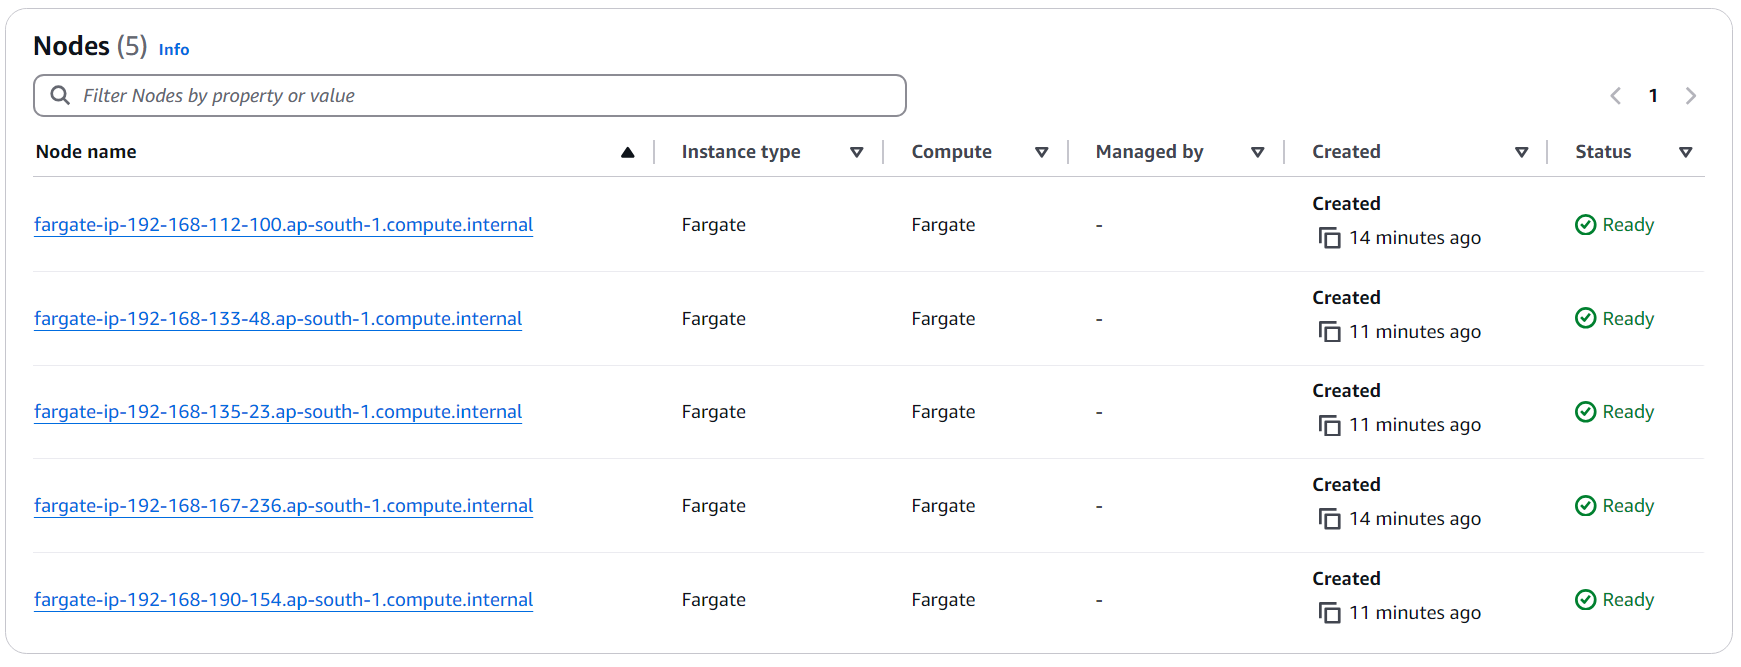 Nodes (5) Info
Filter Nodes by property or value
1
Node name Instance type Compute Managed by Created Status
fargate-ip-192-168-112-100.ap-south-1.compute.internal Fargate Fargate - Created 14 minutes ago Ready
fargate-ip-192-168-133-48.ap-south-1.compute.internal Fargate Fargate - Created 11 minutes ago Ready
fargate-ip-192-168-135-23.ap-south-1.compute.internal Fargate Fargate - Created 11 minutes ago Ready
fargate-ip-192-168-167-236.ap-south-1.compute.internal Fargate Fargate - Created 14 minutes ago Ready
fargate-ip-192-168-190-154.ap-south-1.compute.internal Fargate Fargate - Created 11 minutes ago Ready